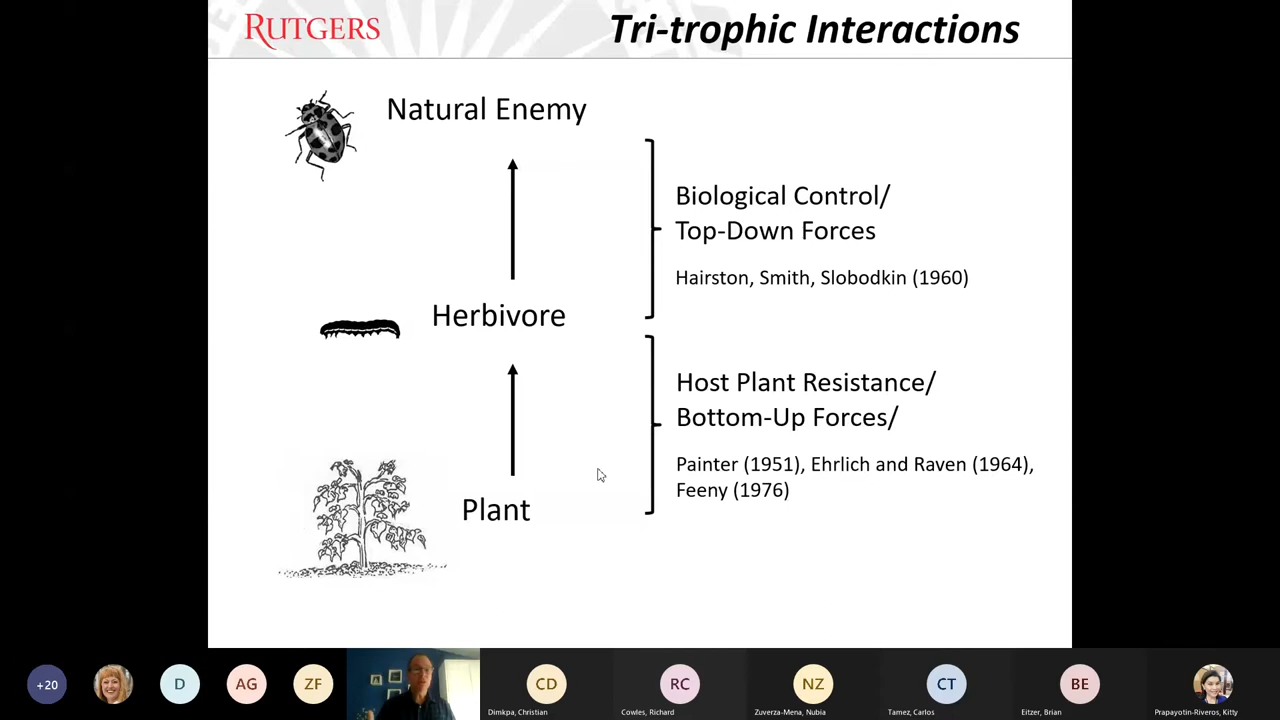 RUTGERS
Tri-trophic Interactions
Natural Enemy
Biological Control/
Top-Down Forces
Hairston, Smith, Slobodkin (1960)
Herbivore
Host Plant Resistance/
Bottom-Up Forces/
Painter (1951), Ehrlich and Raven (1964),
Feeny (1976)
Plant
+20
D
AG
ZF
CD
RC
NZ
CT
BE
Dimkpa, Christian
Cowles, Richard
Zuverza-Mena, Nubia
Tamez, Carlos
Eitzer, Brian
Prapayotin-Riveros, Kitty